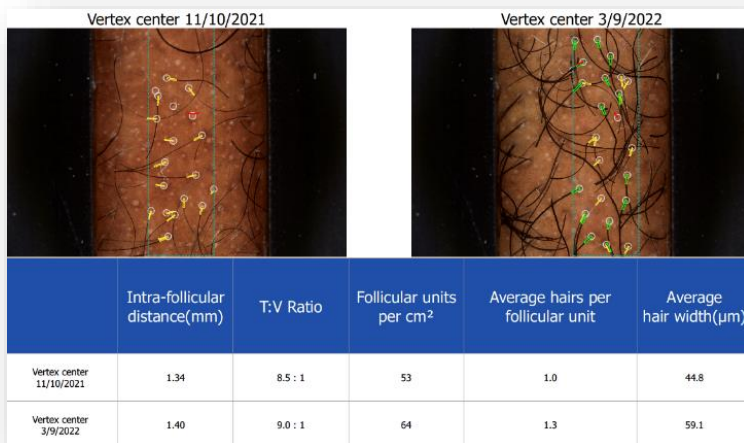 Vertex center 11/10/2021
Vertex center 3/9/2022
Intra-follicular
distance(mm)
T:V Ratio
Follicular units
per cm²
Average hairs per
follicular unit
Average
hair width(µm)
Vertex center
11/10/2021
1.34
8.5 : 1
53
1.0
44.8
Vertex center
3/9/2022
1.40
9.0 : 1
64
1.3
59.1